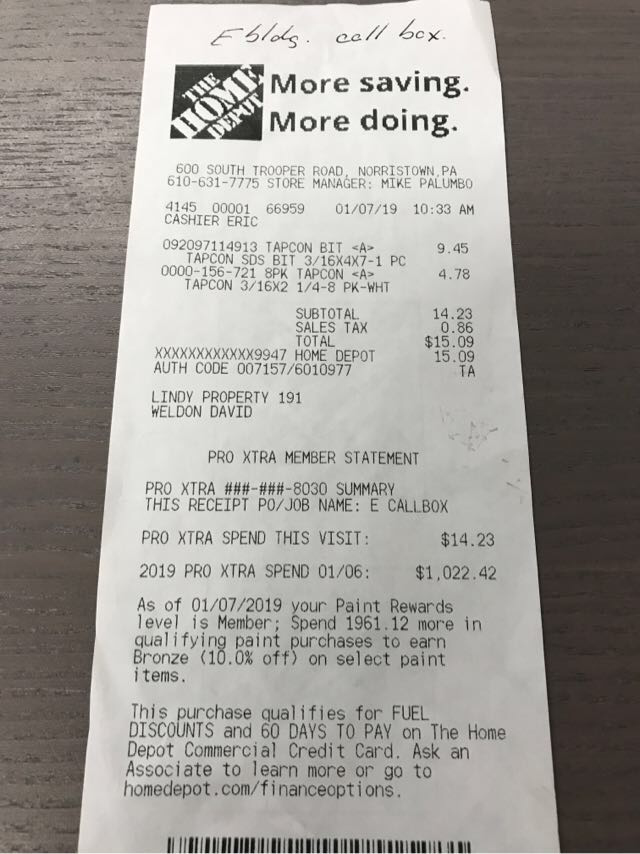 E bldg. call box.
THE HOME DEPOT
More saving.
More doing.
600 SOUTH TROOPER ROAD, NORRISTOWN,PA
610-631-7775 STORE MANAGER: MIKE PALUMBO
4145 00001 66959 01/07/19 10:33 AM
CASHIER ERIC
092097114913 TAPCON BIT <A> 9.45
TAPCON SDS BIT 3/16X4X7-1 PC
0000-156-721 8PK TAPCON <A> 4.78
TAPCON 3/16X2 1/4-8 PK-WHT
SUBTOTAL 14.23
SALES TAX 0.86
TOTAL $15.09
XXXXXXXXXXXX9947 HOME DEPOT 15.09
AUTH CODE 007157/6010977 TA
LINDY PROPERTY 191
WELDON DAVID
PRO XTRA MEMBER STATEMENT
PRO XTRA ###-###-8030 SUMMARY
THIS RECEIPT PO/JOB NAME: E CALLBOX
PRO XTRA SPEND THIS VISIT: $14.23
2019 PRO XTRA SPEND 01/06: $1,022.42
As of 01/07/2019 your Paint Rewards
level is Member; Spend 1961.12 more in
qualifying paint purchases to earn
Bronze (10.0% off) on select paint
items.
This purchase qualifies for FUEL
DISCOUNTS and 60 DAYS TO PAY on The Home
Depot Commercial Credit Card. Ask an
Associate to learn more or go to
homedepot.com/financeoptions.